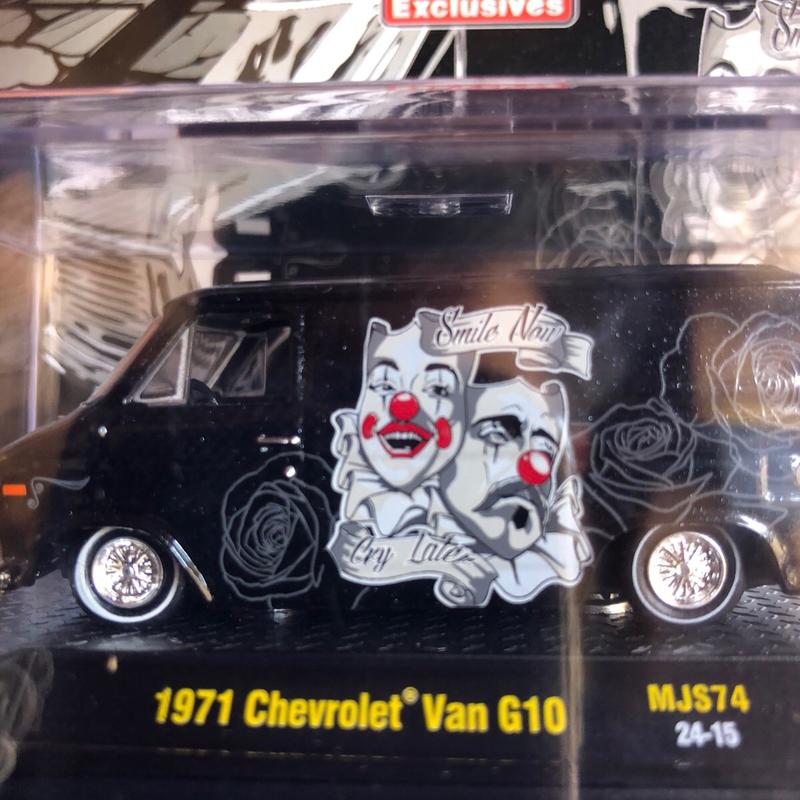 Exclusives
Smile Now
Cry Later
1971 Chevrolet® Van G10
MJS74
24-15